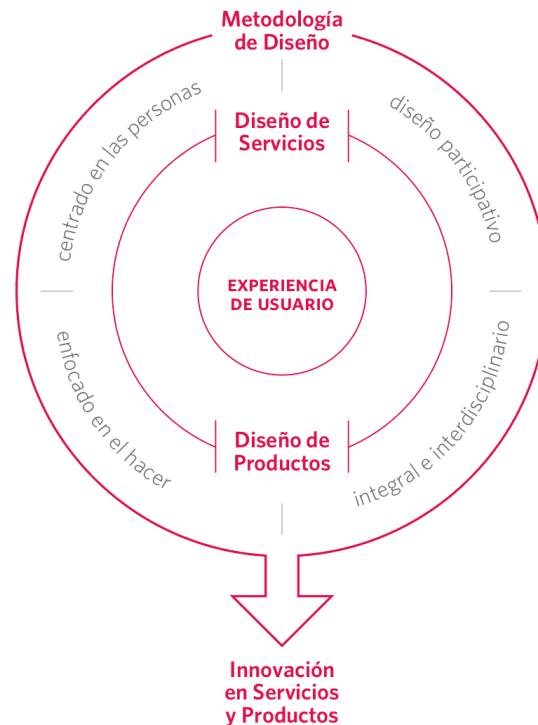 Metodología
de Diseño
centrado en las personas
diseño participativo
Diseño de
Servicios
EXPERIENCIA
DE USUARIO
enfocado en el hacer
integral e interdisciplinario
Diseño de
Productos
Innovación
en Servicios
y Productos